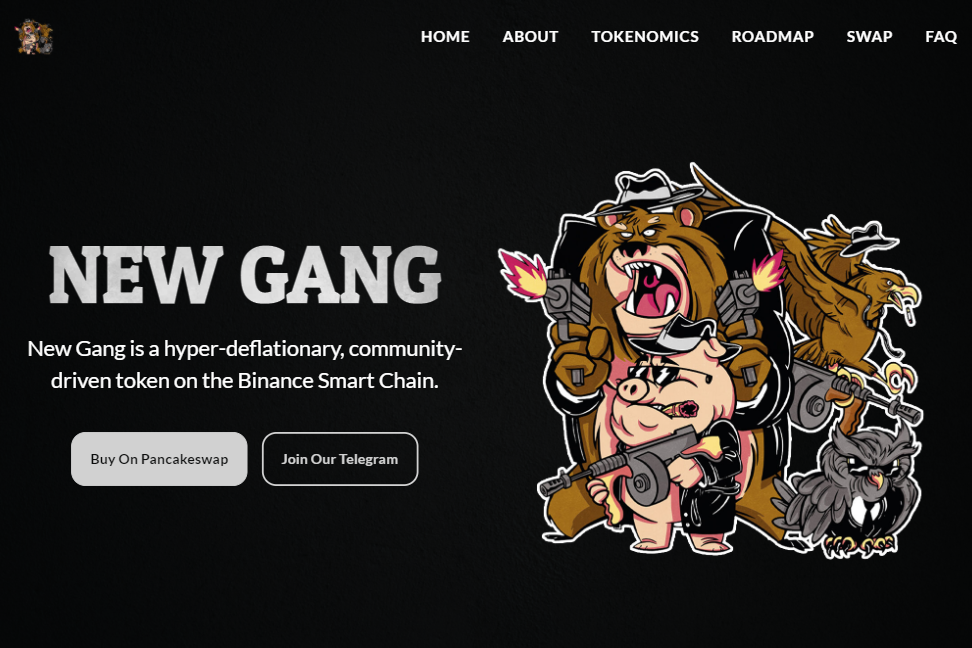 HOME ABOUT TOKENOMICS ROADMAP SWAP FAQ
NEW GANG
New Gang is a hyper-deflationary, community-
driven token on the Binance Smart Chain.
Buy On Pancakeswap Join Our Telegram